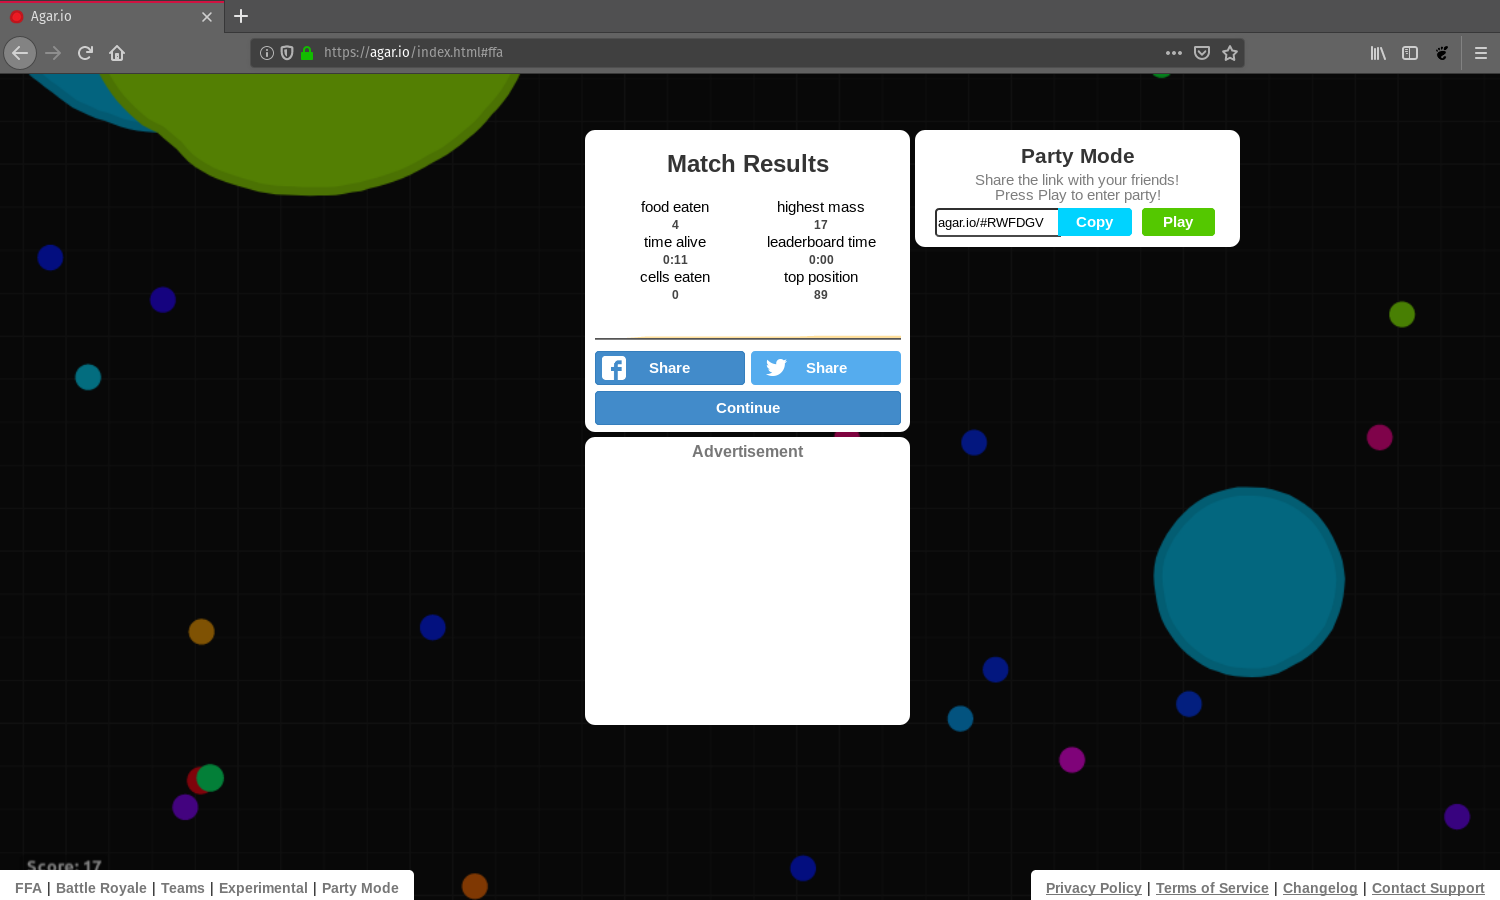 Agar.io
https://agar.io/index.html#ffa
Match Results
food eaten
4
highest mass
17
time alive
0:11
leaderboard time
0:00
cells eaten
0
top position
89
Share
Share
Continue
Advertisement
Party Mode
Share the link with your friends!
Press Play to enter party!
agar.io/#RWFDGV
Copy
Play
Score: 17
FFA | Battle Royale | Teams | Experimental | Party Mode
Privacy Policy | Terms of Service | Changelog | Contact Support